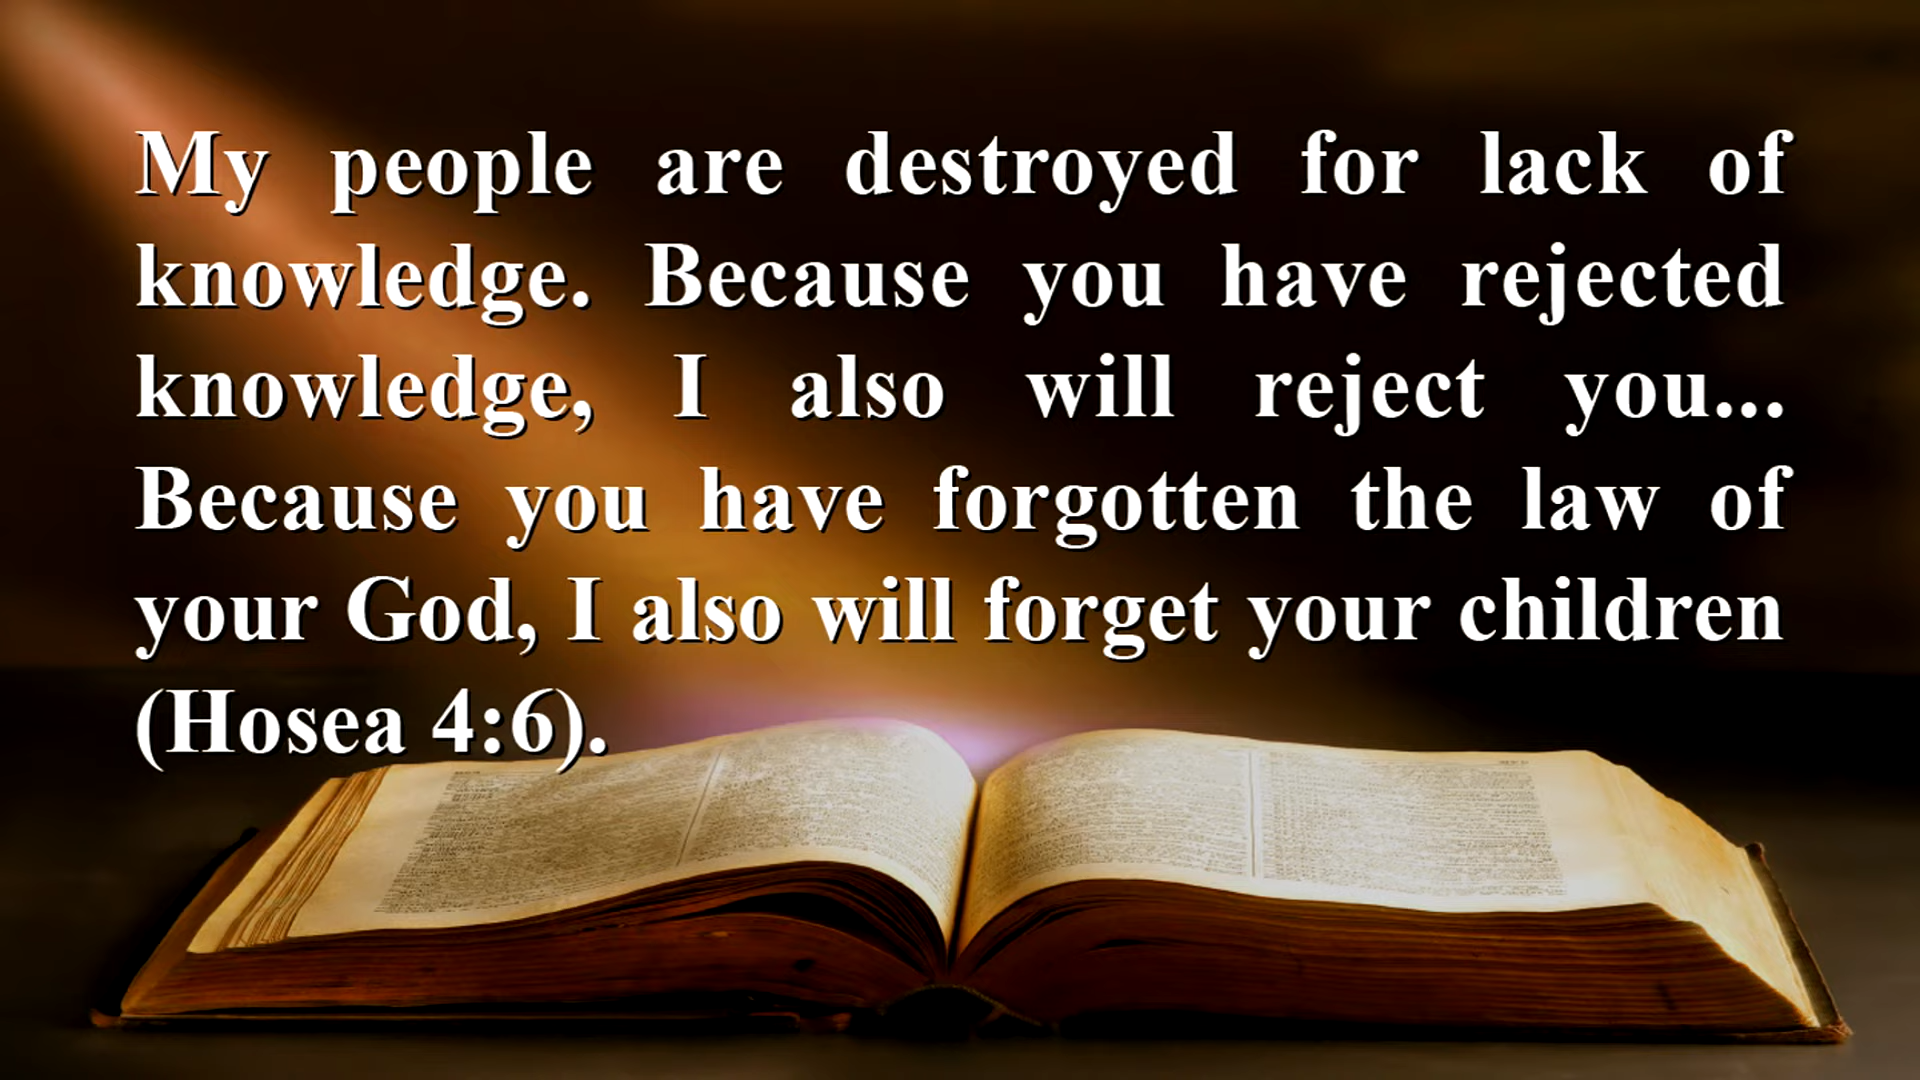 My people are destroyed for lack of
knowledge. Because you have rejected
knowledge, I also will reject you...
Because you have forgotten the law of
your God, I also will forget your children
(Hosea 4:6).